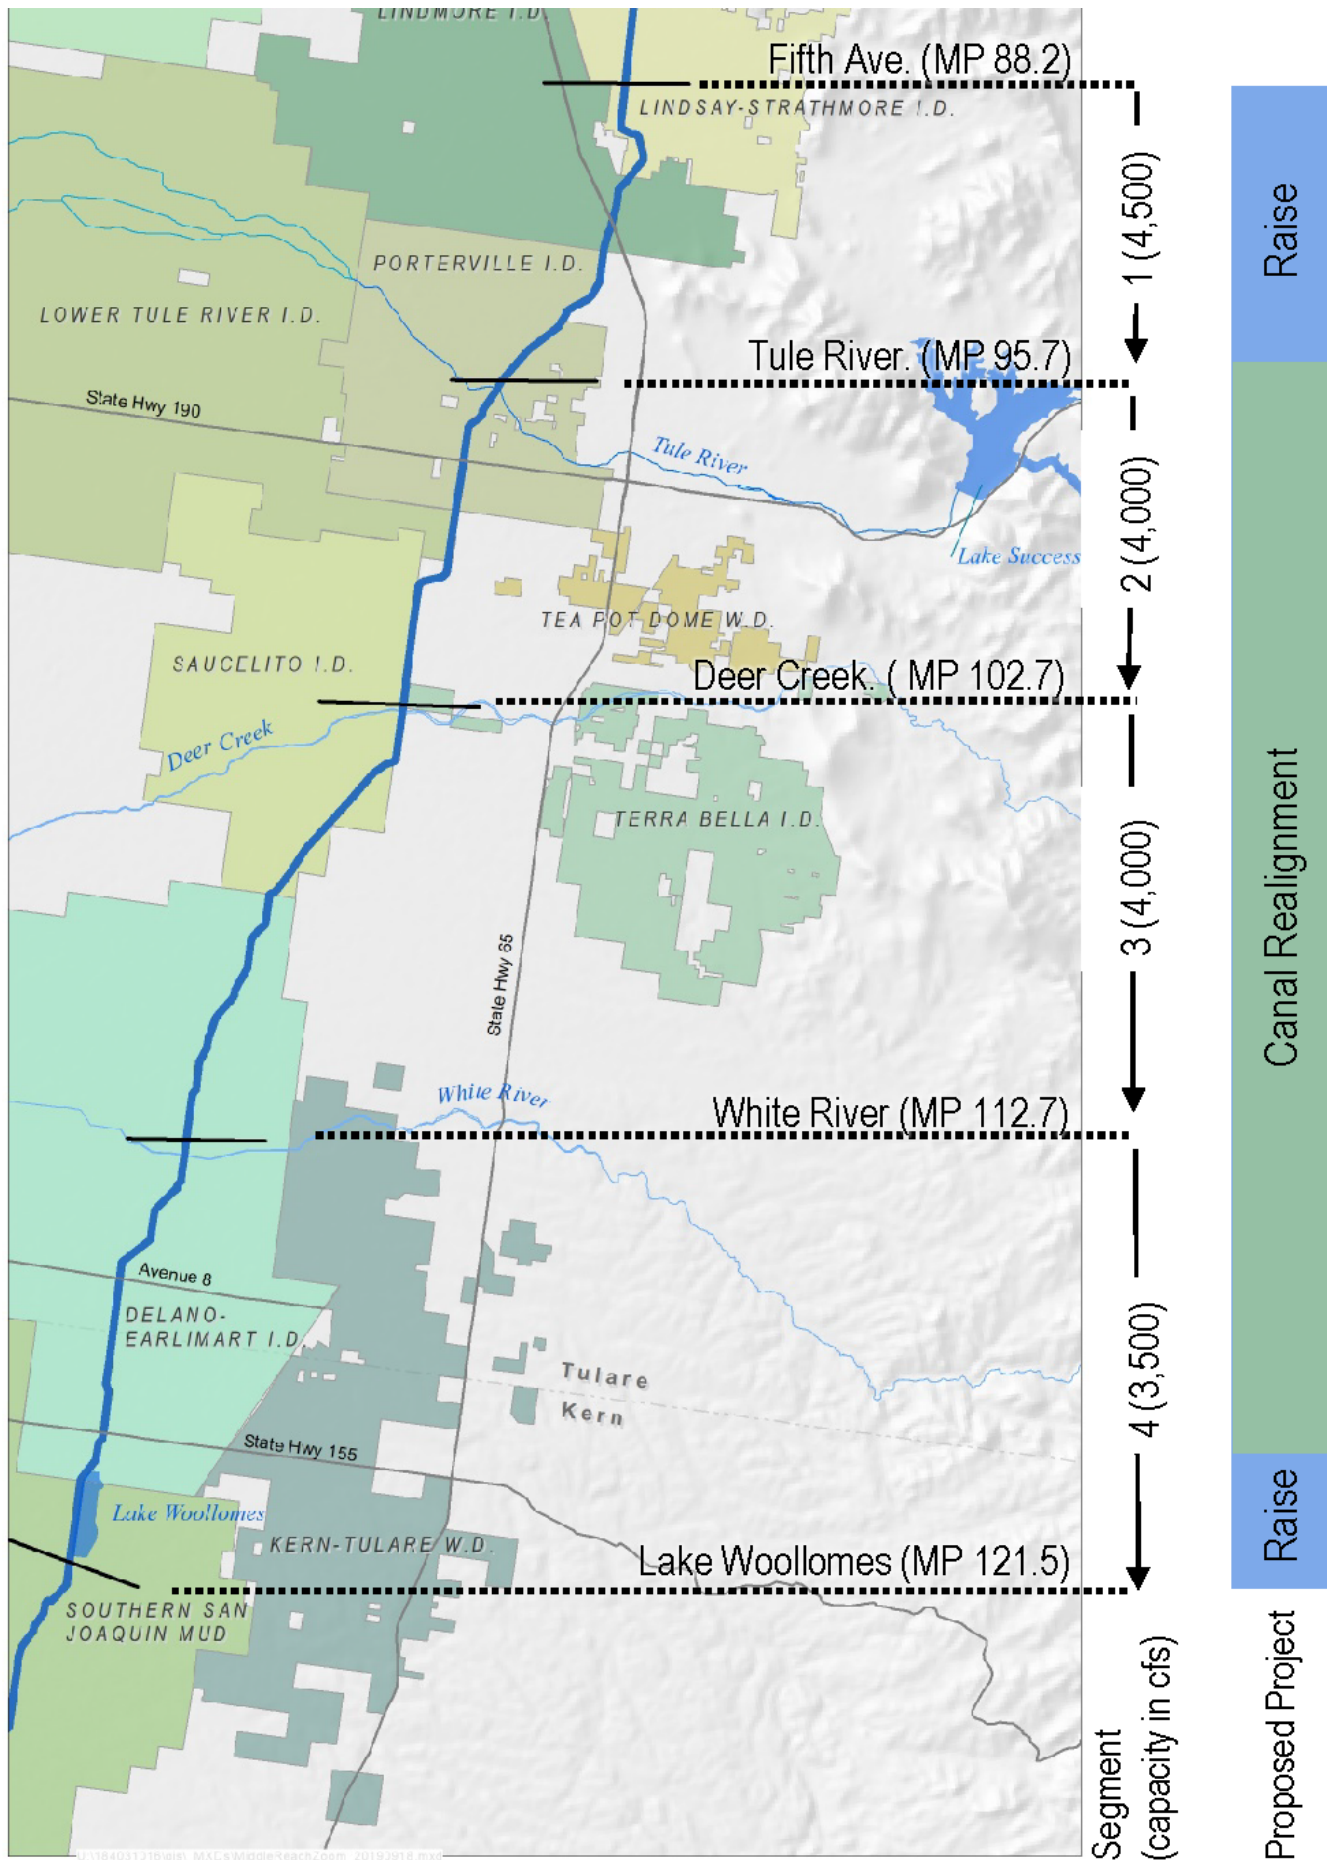 LINDMORE I.D.
Fifth Ave. (MP 88.2)
LINDSAY-STRATHMORE I.D.
1 (4,500)
Raise
PORTERVILLE I.D.
LOWER TULE RIVER I.D.
Tule River. (MP 95.7)
State Hwy 190
Tule River
2 (4,000)
Lake Success
TEA POT DOME W.D.
SAUCELITO I.D.
Deer Creek. ( MP 102.7)
Deer Creek
TERRA BELLA I.D.
3 (4,000)
Canal Realignment
State Hwy 65
White River
White River (MP 112.7)
Avenue 8
DELANO-
EARLIMART I.D.
Tulare
Kern
4 (3,500)
State Hwy 155
Lake Woollomes
KERN-TULARE W.D.
Lake Woollomes (MP 121.5)
Raise
SOUTHERN SAN
JOAQUIN MUD
Segment
(capacity in cfs)
Proposed Project